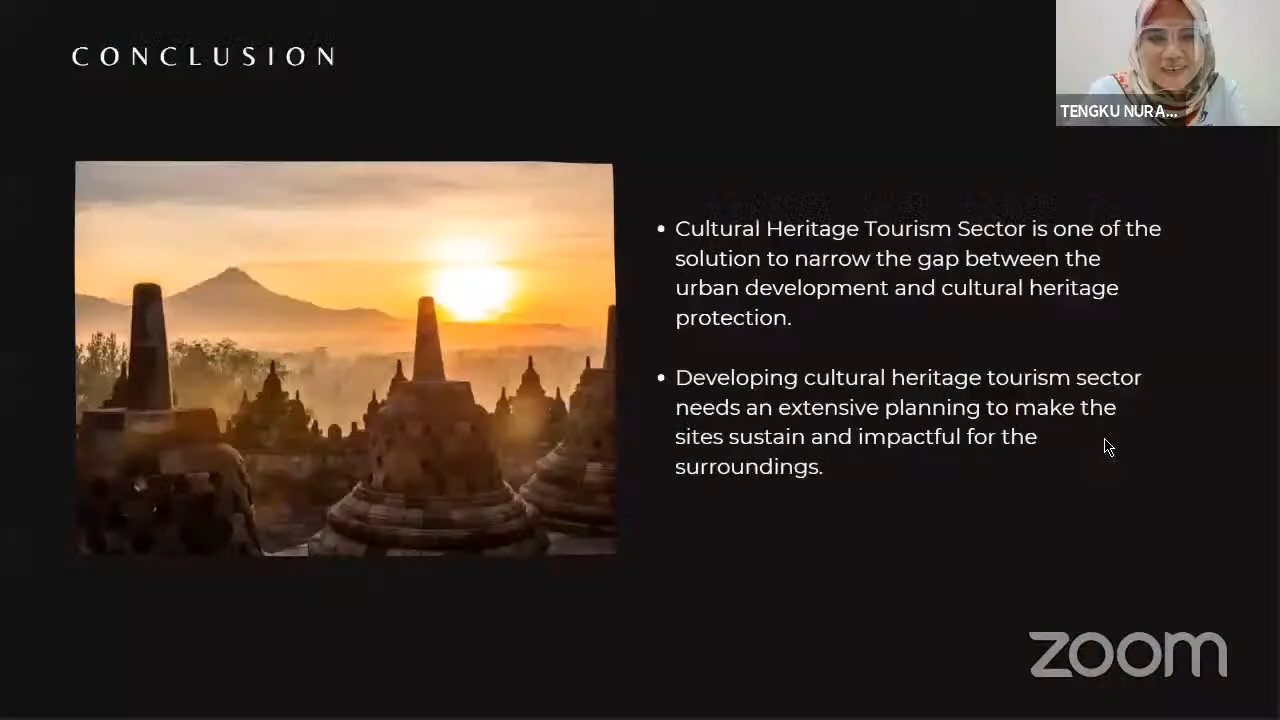 CONCLUSION
TENGKU NURA...
• Cultural Heritage Tourism Sector is one of the
solution to narrow the gap between the
urban development and cultural heritage
protection.
• Developing cultural heritage tourism sector
needs an extensive planning to make the
sites sustain and impactful for the
surroundings.
zoom